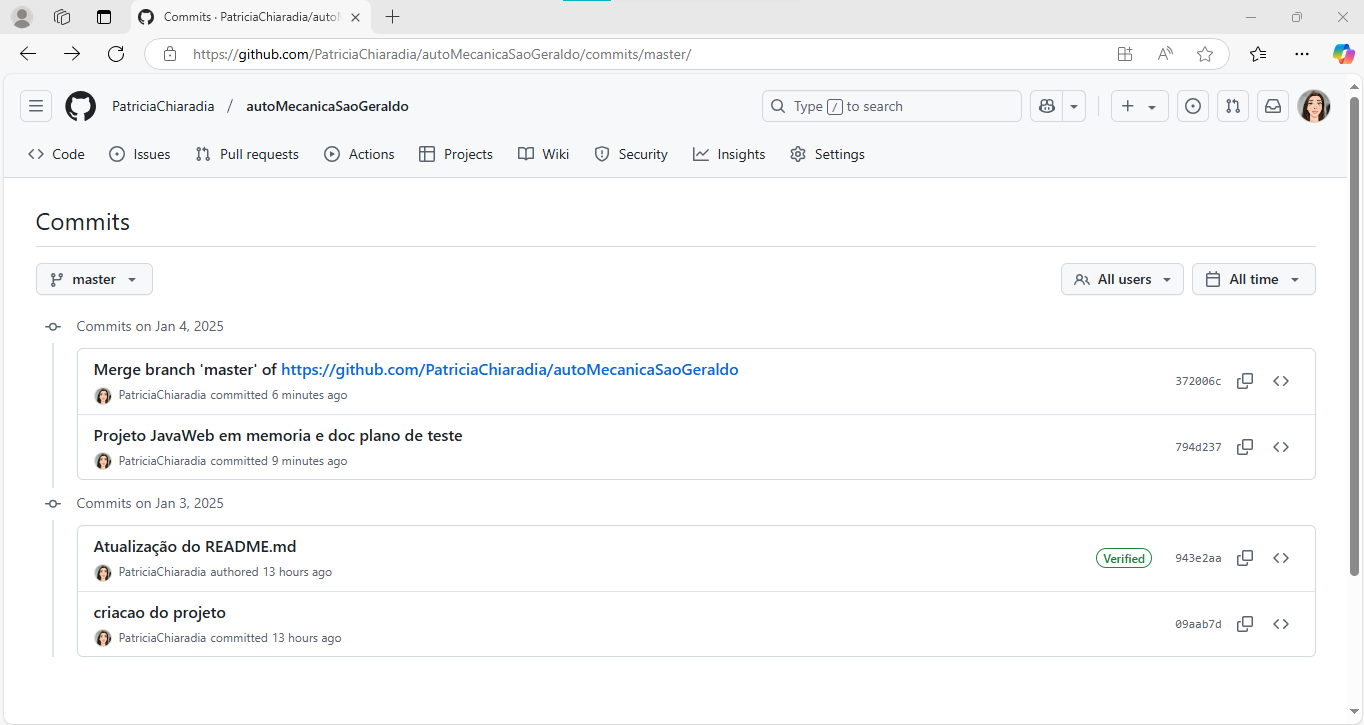 Commits · PatriciaChiaradia/auto
https://github.com/PatriciaChiaradia/autoMecanicaSaoGeraldo/commits/master/
PatriciaChiaradia / autoMecanicaSaoGeraldo
Type / to search
Code Issues Pull requests Actions Projects Wiki Security Insights Settings
Commits
master All users All time
Commits on Jan 4, 2025
Merge branch 'master' of https://github.com/PatriciaChiaradia/autoMecanicaSaoGeraldo
PatriciaChiaradia committed 6 minutes ago
372006c
Projeto JavaWeb em memoria e doc plano de teste
PatriciaChiaradia committed 9 minutes ago
794d237
Commits on Jan 3, 2025
Atualização do README.md
PatriciaChiaradia authored 13 hours ago
Verified 943e2aa
criacao do projeto
PatriciaChiaradia committed 13 hours ago
09aab7d